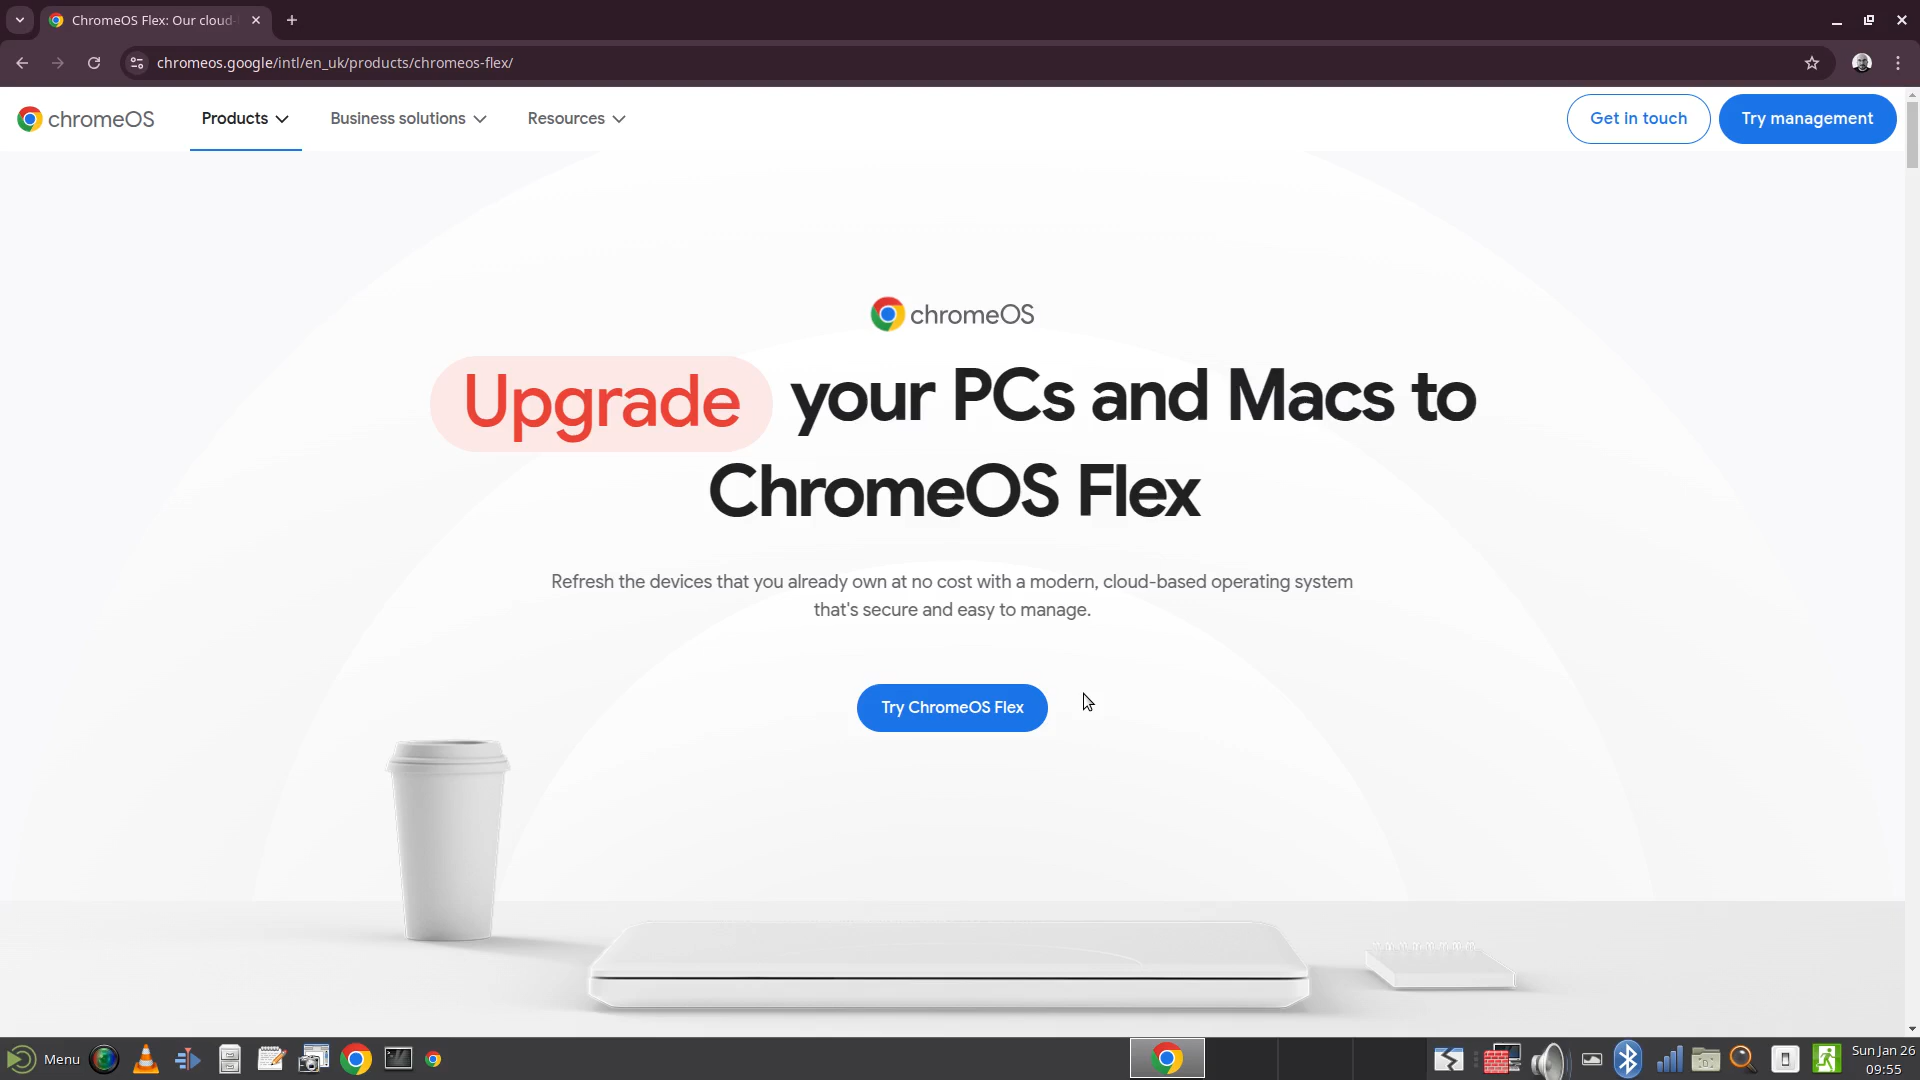 ChromeOS Flex: Our cloud-
chromeos.google/intl/en_uk/products/chromeos-flex/
chromeOS
Products
Business solutions
Resources
Get in touch
Try management
chromeOS
Upgrade your PCs and Macs to
ChromeOS Flex
Refresh the devices that you already own at no cost with a modern, cloud-based operating system
that's secure and easy to manage.
Try ChromeOS Flex
Menu
Sun Jan 26
09:55